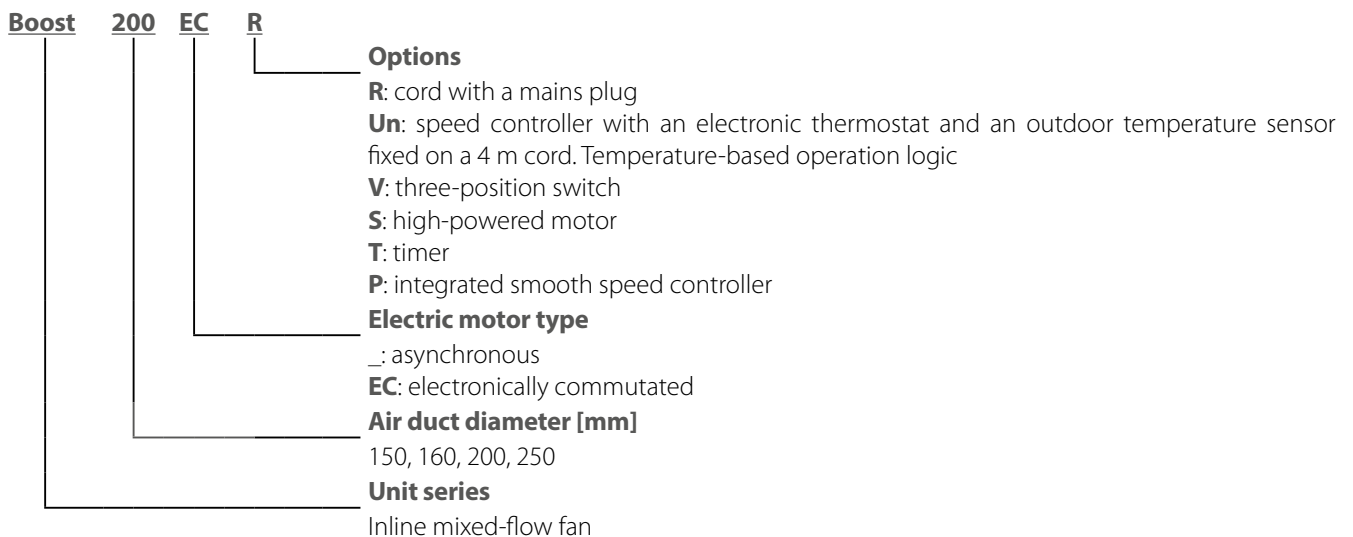 Boost 200 EC R
Options
R: cord with a mains plug
Un: speed controller with an electronic thermostat and an outdoor temperature sensor
fixed on a 4 m cord. Temperature-based operation logic
V: three-position switch
S: high-powered motor
T: timer
P: integrated smooth speed controller
Electric motor type
_: asynchronous
EC: electronically commutated
Air duct diameter [mm]
150, 160, 200, 250
Unit series
Inline mixed-flow fan